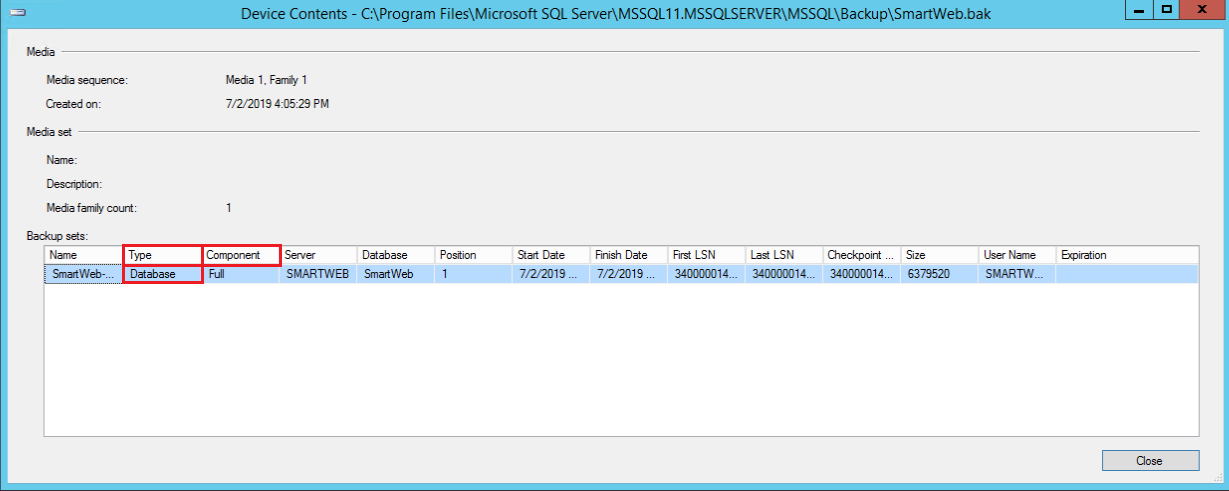 Device Contents - C:\Program Files\Microsoft SQL Server\MSSQL11.MSSQLSERVER\MSSQL\Backup\SmartWeb.bak
Media
Media sequence: Media 1, Family 1
Created on: 7/2/2019 4:05:29 PM
Media set
Name:
Description:
Media family count: 1
Backup sets:
Name Type Component Server Database Position Start Date Finish Date First LSN Last LSN Checkpoint ... Size User Name Expiration
SmartWeb-... Database Full SMARTWEB SmartWeb 1 7/2/2019 ... 7/2/2019 ... 340000014... 340000014... 340000014... 6379520 SMARTW...
Close